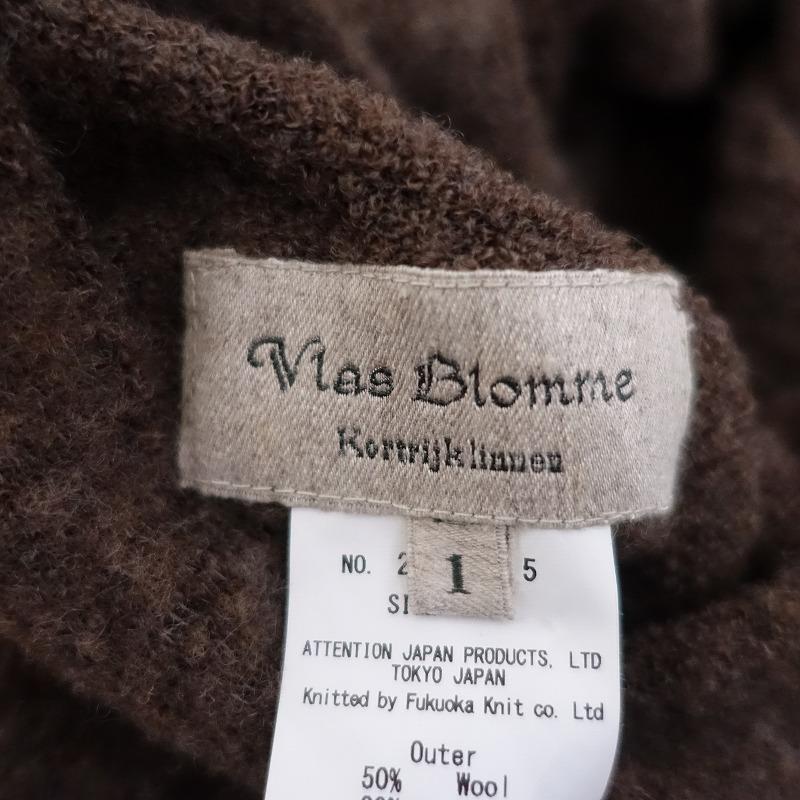 Vlas Blomme
Kortrijk linnen
1
NO. 2 5
SI
ATTENTION JAPAN PRODUCTS, LTD
TOKYO JAPAN
Knitted by Fukuoka Knit co. Ltd
Outer
50% Wool